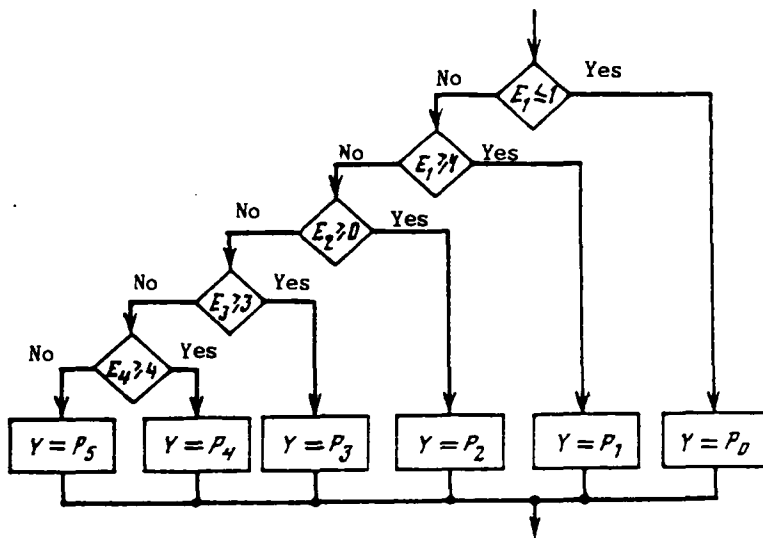 No Yes
E₁≤1
No Yes
E₁≥4
No Yes
E₂≥0
No Yes
E₃≥3
No Yes
E₄≥4
Y = P₅ Y = P₄ Y = P₃ Y = P₂ Y = P₁ Y = P₀